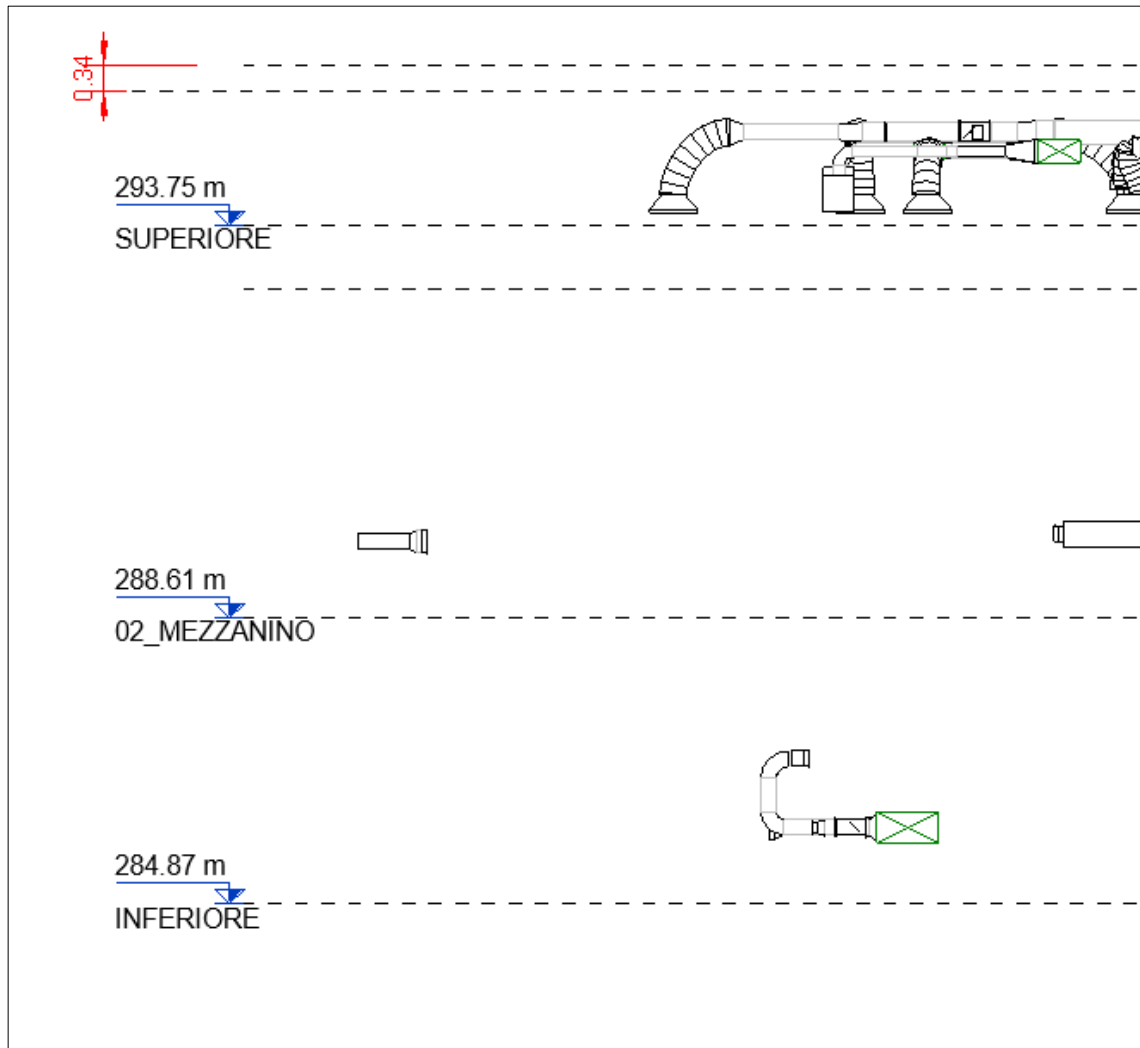 0.34
293.75 m
SUPERIORE
288.61 m
02_MEZZANINO
284.87 m
INFERIORE